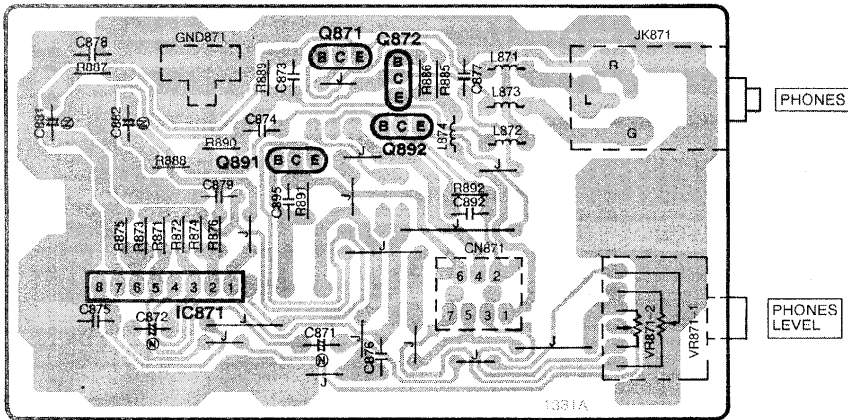 Q871
B C E
Q872
B
C
E
GND871
C878
R887
R889
C873
J
R886
R885
C877
L871
JK871
R
L
G
PHONES
C881
N
C882
N
C874
L873
B C E
Q892
L874
L872
R890
R888
Q891
B C E
J
J
C879
C895
R891
J
R892
C892
J
R875
R873
R871
R872
R874
R876
J
J
CN871
6 4 2
7 5 3 1
8 7 6 5 4 3 2 1
IC871
C875
C872
N
J
J
C871
N
J
C876
J
J
J
J
VR871-2
VR871-1
PHONES
LEVEL
1331A